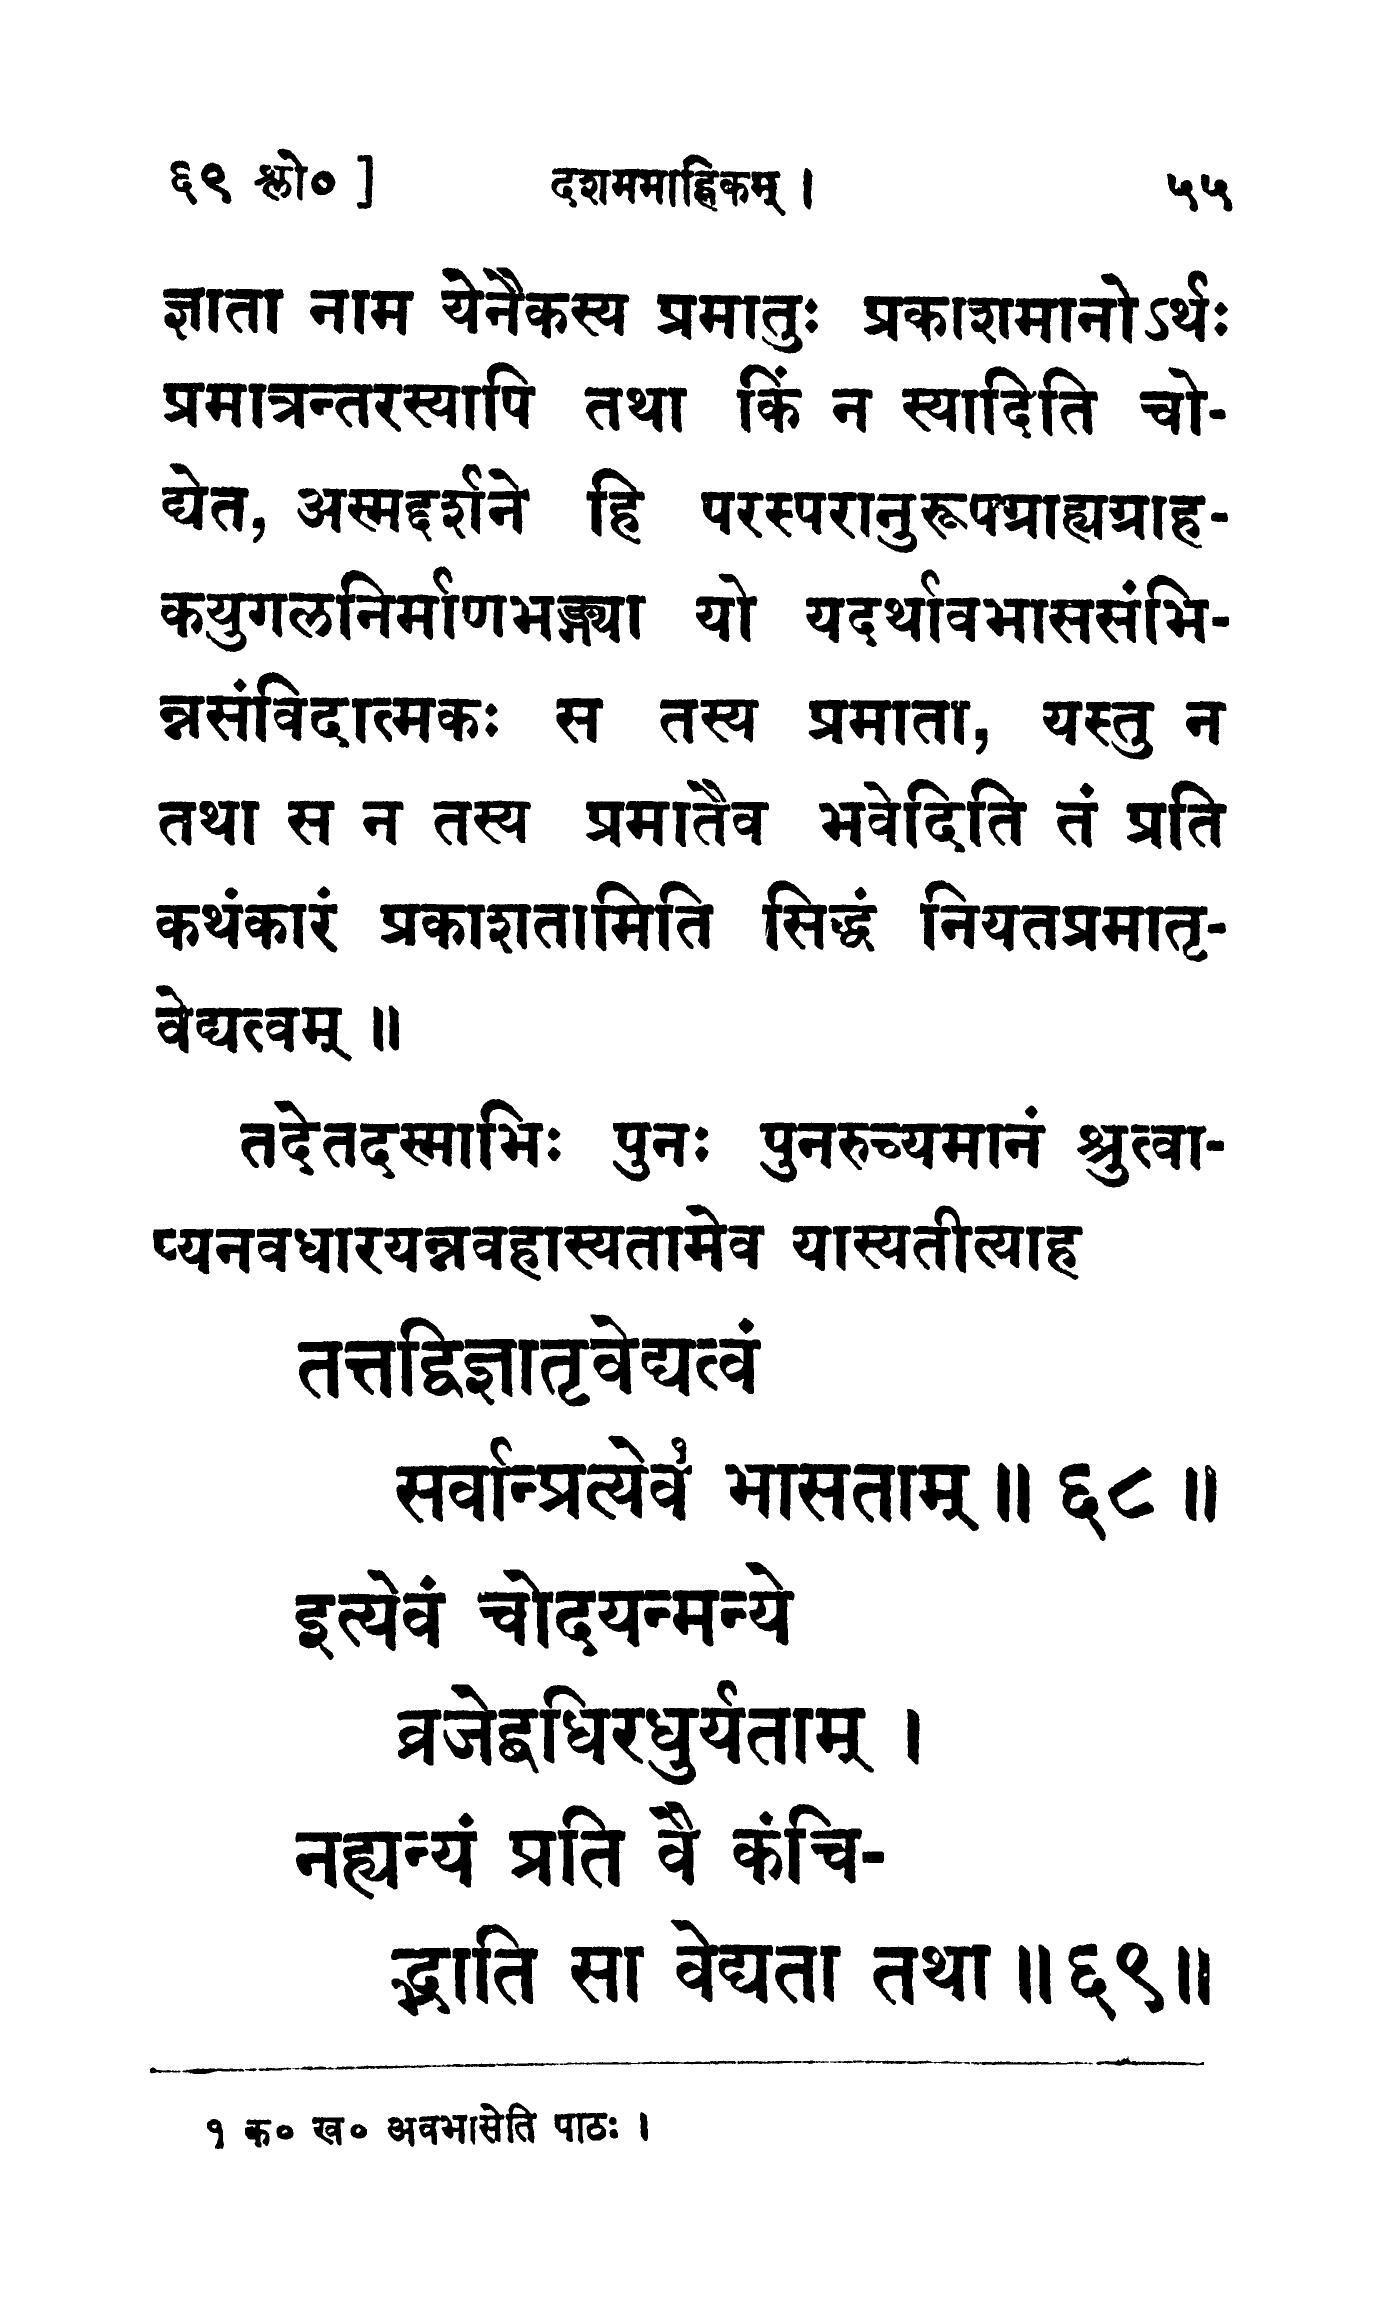 ६९ श्लो० ] दशममाह्निकम् । ५५
ज्ञाता नाम येनैकस्य प्रमातुः प्रकाशमानोऽर्थः
प्रमात्रन्तरस्यापि तथा किं न स्यादिति चो-
द्येत, अस्मद्दर्शने हि परस्परानुरूपग्राह्यग्राह-
कयुगलनिर्माणभङ्ग्या यो यदर्थावभाससंभि-
न्नसंविदात्मकः स तस्य प्रमाता, यस्तु न
तथा स न तस्य प्रमातैव भवेदिति तं प्रति
कथंकारं प्रकाशतामिति सिद्धं नियतप्रमातृ-
वेद्यत्वम् ॥
तदेतदस्माभिः पुनः पुनरुच्यमानं श्रुत्वा-
प्यनवधारयन्नवहास्यतामेव यास्यतीत्याह
तत्तद्विज्ञातृवेद्यत्वं
सर्वान्प्रत्येवं१ भासताम् ॥ ६८ ॥
इत्येवं चोदयन्मन्ये
व्रजेद्बधिरधुर्यताम् ।
नह्यन्यं प्रति वै कंचि-
द्भाति सा वेद्यता तथा ॥ ६९ ॥
१ क० ख० अवभासेति पाठः ।